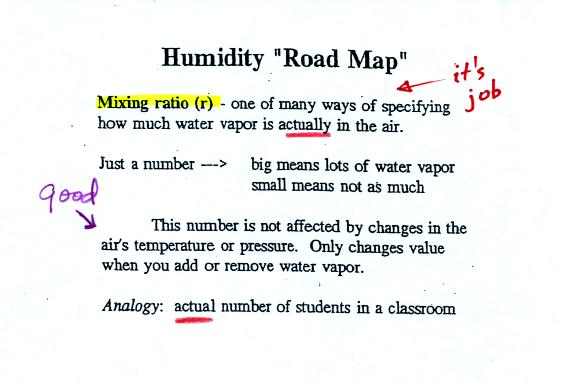 Humidity "Road Map"
it's
job
Mixing ratio (r) - one of many ways of specifying
how much water vapor is actually in the air.
Just a number ---> big means lots of water vapor
small means not as much
good
This number is not affected by changes in the
air's temperature or pressure. Only changes value
when you add or remove water vapor.
Analogy: actual number of students in a classroom